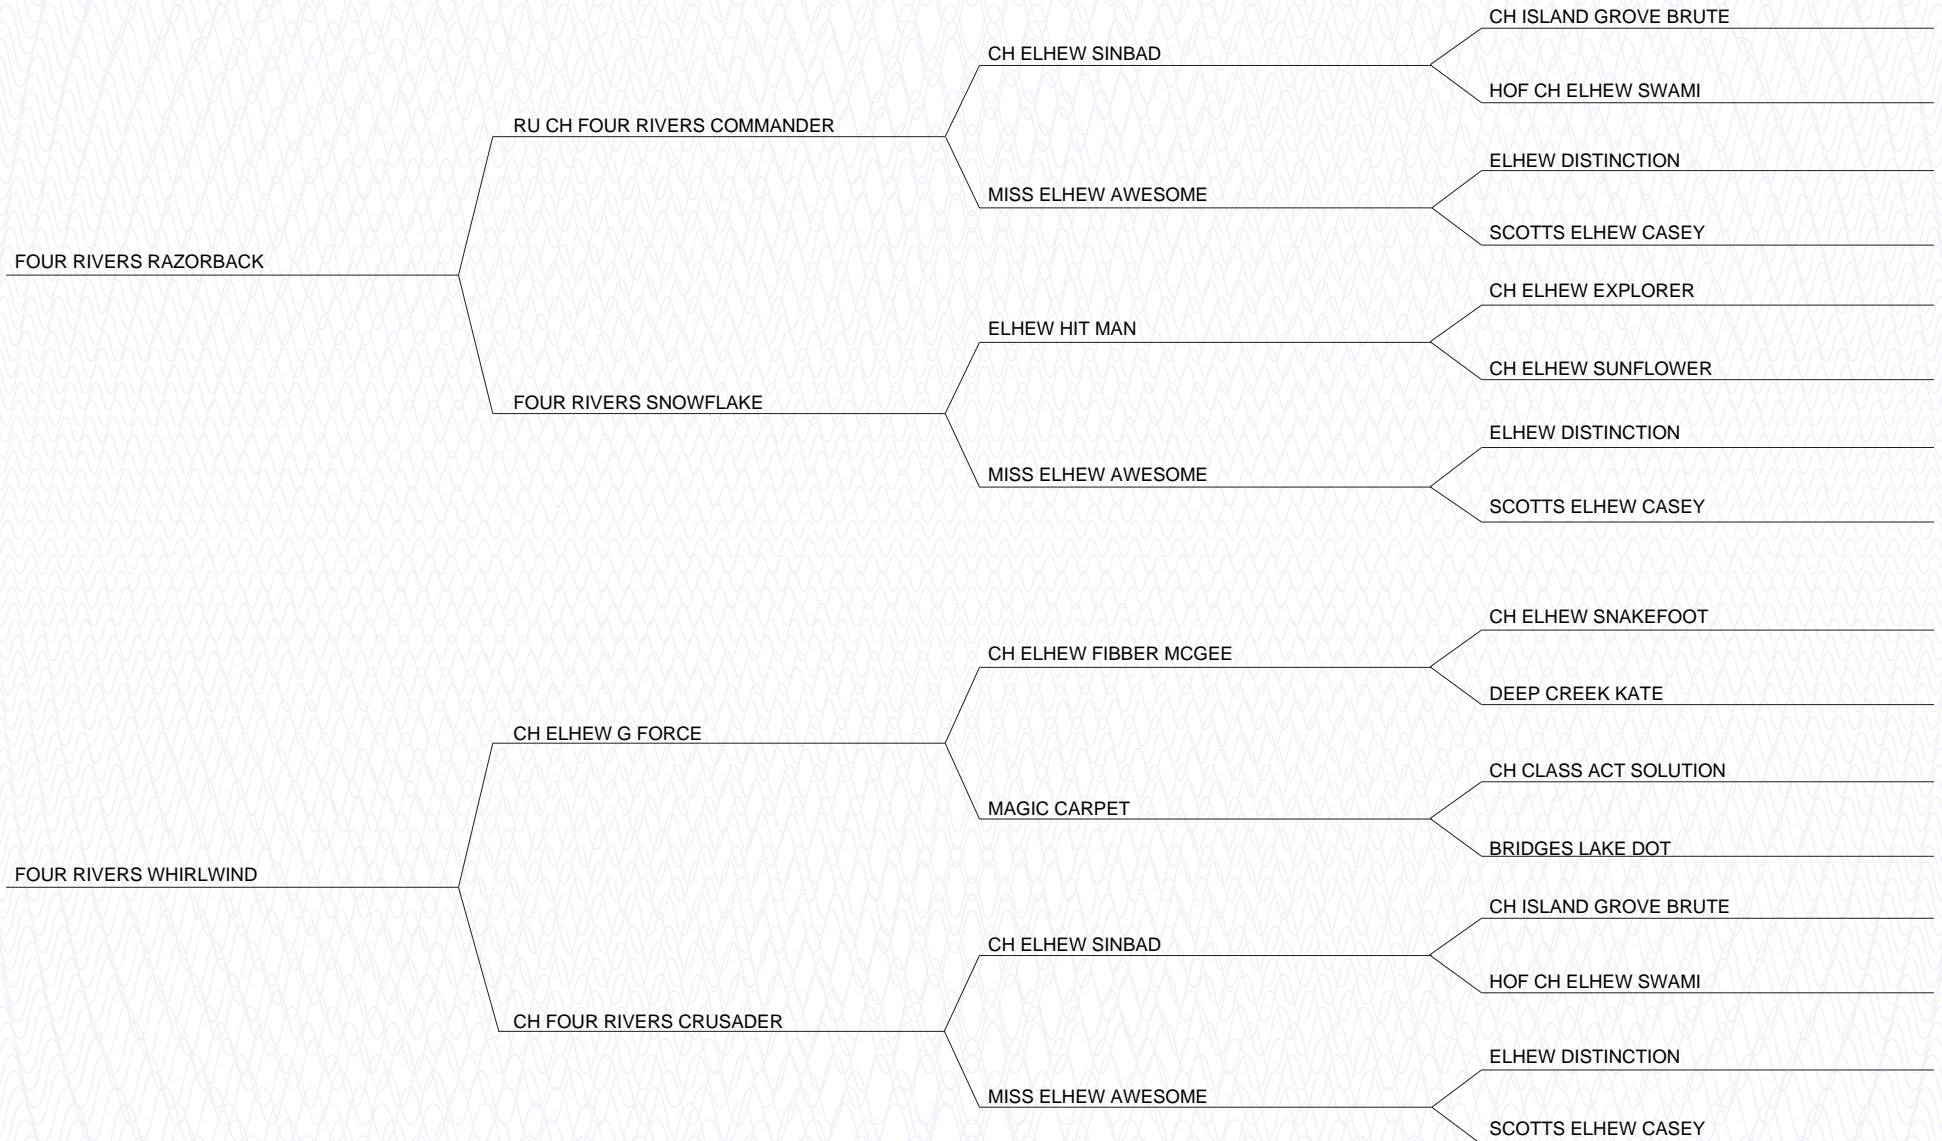 CH ISLAND GROVE BRUTE
CH ELHEW SINBAD
HOF CH ELHEW SWAMI
RU CH FOUR RIVERS COMMANDER
ELHEW DISTINCTION
MISS ELHEW AWESOME
SCOTTS ELHEW CASEY
FOUR RIVERS RAZORBACK
CH ELHEW EXPLORER
ELHEW HIT MAN
CH ELHEW SUNFLOWER
FOUR RIVERS SNOWFLAKE
ELHEW DISTINCTION
MISS ELHEW AWESOME
SCOTTS ELHEW CASEY
CH ELHEW SNAKEFOOT
CH ELHEW FIBBER MCGEE
DEEP CREEK KATE
CH ELHEW G FORCE
CH CLASS ACT SOLUTION
MAGIC CARPET
BRIDGES LAKE DOT
FOUR RIVERS WHIRLWIND
CH ISLAND GROVE BRUTE
CH ELHEW SINBAD
HOF CH ELHEW SWAMI
CH FOUR RIVERS CRUSADER
ELHEW DISTINCTION
MISS ELHEW AWESOME
SCOTTS ELHEW CASEY